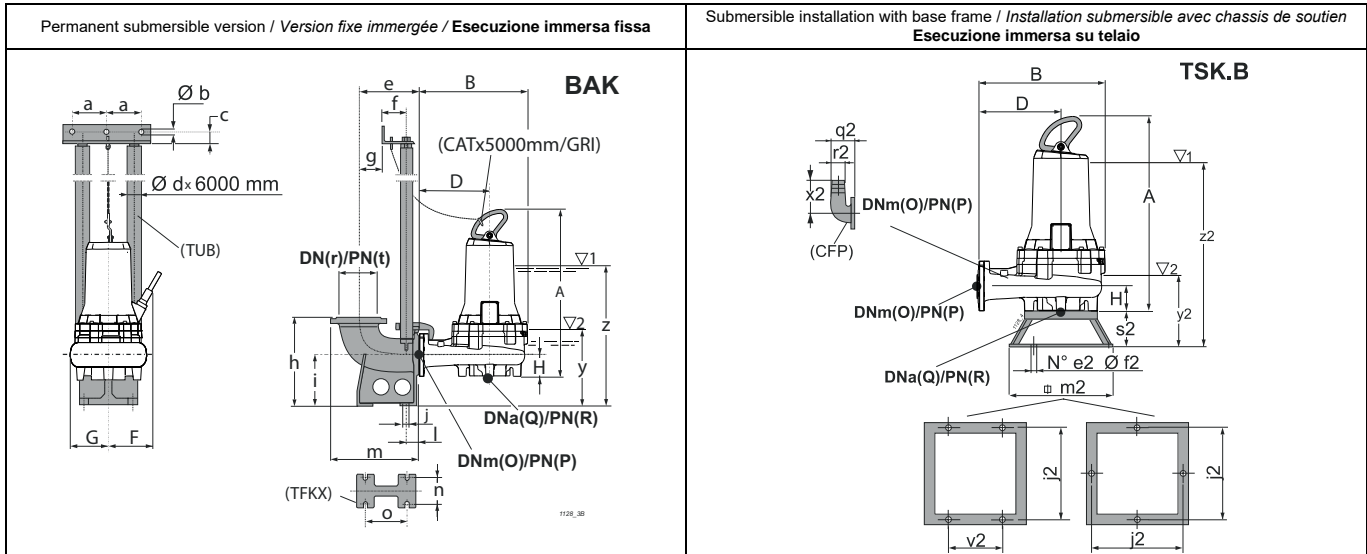 Permanent submersible version / Version fixe immergée / Esecuzione immersa fissa
Submersible installation with base frame / Installation submersible avec chassis de soutien
Esecuzione immersa su telaio
BAK
a
a
Ø b
c
Ø d x 6000 mm
(TUB)
G
F
e
B
f
g
(CATx5000mm/GRI)
D
DN(r)/PN(t)
▽1
A
z
▽2
h
i
H
y
j
l
DNa(Q)/PN(R)
m
DNm(O)/PN(P)
(TFKX)
n
o
1128_3B
TSK.B
B
D
q2
r2
x2
▽1
A
DNm(O)/PN(P)
(CFP)
z2
▽2
DNm(O)/PN(P)
H
y2
s2
N° e2 Ø f2
DNa(Q)/PN(R)
m2
j2
j2
v2
j2